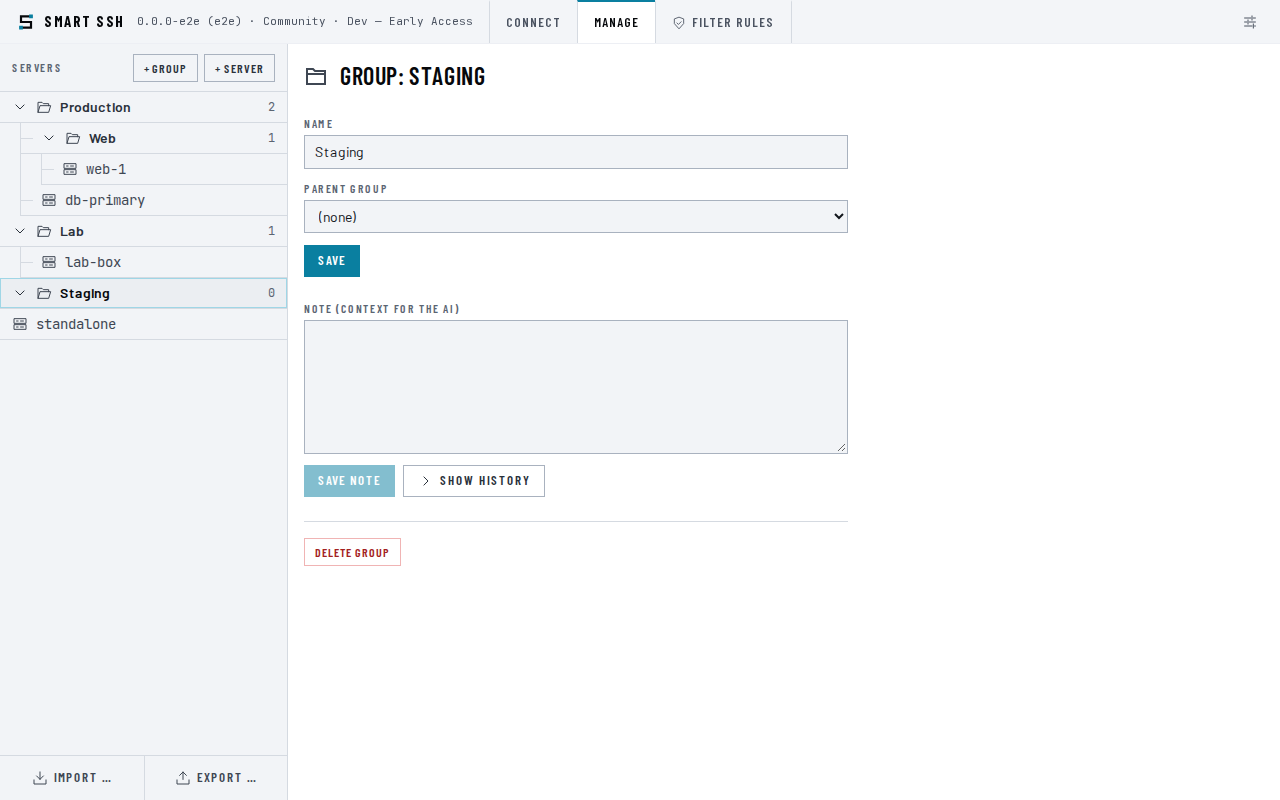 SMART SSH 0.0.0-e2e (e2e) · Community · Dev — Early Access CONNECT MANAGE FILTER RULES
SERVERS + GROUP + SERVER
Production 2
Web 1
web-1
db-primary
Lab 1
lab-box
Staging 0
standalone
IMPORT ... EXPORT ...
GROUP: STAGING
NAME
Staging
PARENT GROUP
(none)
SAVE
NOTE (CONTEXT FOR THE AI)
SAVE NOTE SHOW HISTORY
DELETE GROUP